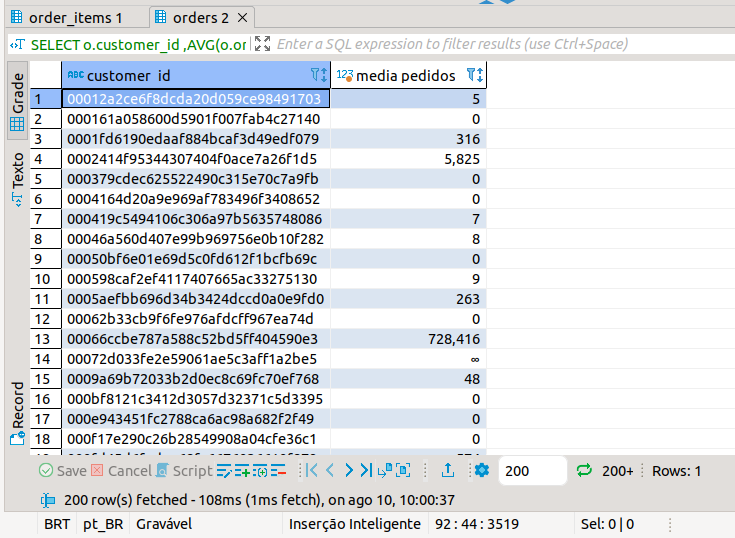 order_items 1 orders 2
SELECT o.customer_id ,AVG(o.or Enter a SQL expression to filter results (use Ctrl+Space)
Grade
Texto
Record
ABC customer_id 123 media pedidos
1 00012a2ce6f8dcda20d059ce98491703 5
2 000161a058600d5901f007fab4c27140 0
3 0001fd6190edaaf884bcaf3d49edf079 316
4 0002414f95344307404f0ace7a26f1d5 5,825
5 000379cdec625522490c315e70c7a9fb 0
6 0004164d20a9e969af783496f3408652 0
7 000419c5494106c306a97b5635748086 7
8 00046a560d407e99b969756e0b10f282 8
9 00050bf6e01e69d5c0fd612f1bcfb69c 0
10 000598caf2ef4117407665ac33275130 9
11 0005aefbb696d34b3424dccd0a0e9fd0 263
12 00062b33cb9f6fe976afdcff967ea74d 0
13 00066ccbe787a588c52bd5ff404590e3 728,416
14 00072d033fe2e59061ae5c3aff1a2be5 ∞
15 0009a69b72033b2d0ec8c69fc70ef768 48
16 000bf8121c3412d3057d32371c5d3395 0
17 000e943451fc2788ca6ac98a682f2f49 0
18 000f17e290c26b28549908a04cfe36c1 0
Save Cancel Script 200 200+ Rows: 1
200 row(s) fetched - 108ms (1ms fetch), on ago 10, 10:00:37
BRT pt_BR Gravável Inserção Inteligente 92 : 44 : 3519 Sel: 0 | 0